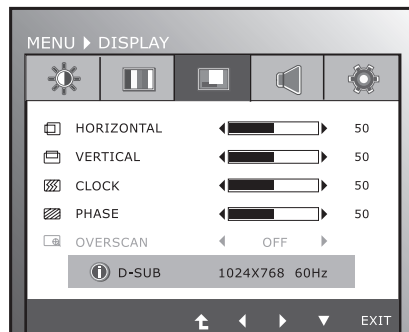 MENU ▶ DISPLAY
HORIZONTAL 50
VERTICAL 50
CLOCK 50
PHASE 50
OVERSCAN OFF
D-SUB 1024X768 60Hz
EXIT